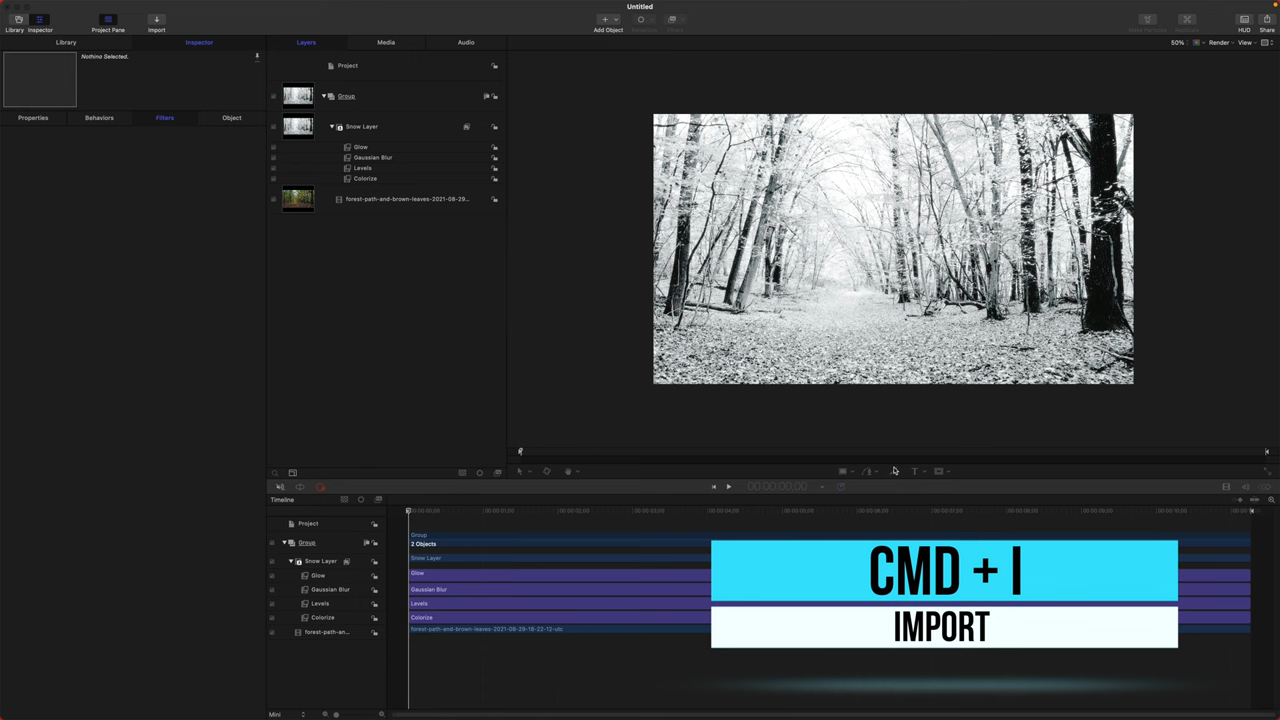 Untitled
Library
Inspector
Project Pane
Import
Add Object
HUD
Share
Library
Inspector
Layers
Media
Audio
50%
Render
View
Nothing Selected.
Project
Group
Properties
Behaviors
Filters
Object
Snow Layer
Glow
Gaussian Blur
Levels
Colorize
forest-path-and-brown-leaves-2021-08-29...
T
Timeline
Project
Group
Snow Layer
Glow
Gaussian Blur
Levels
Colorize
forest-path-an...
Group
2 Objects
Snow Layer
Glow
Gaussian Blur
Levels
Colorize
forest-path-and-brown-leaves-2021-08-29-18-22-12-utc
CMD + I
IMPORT
Mini